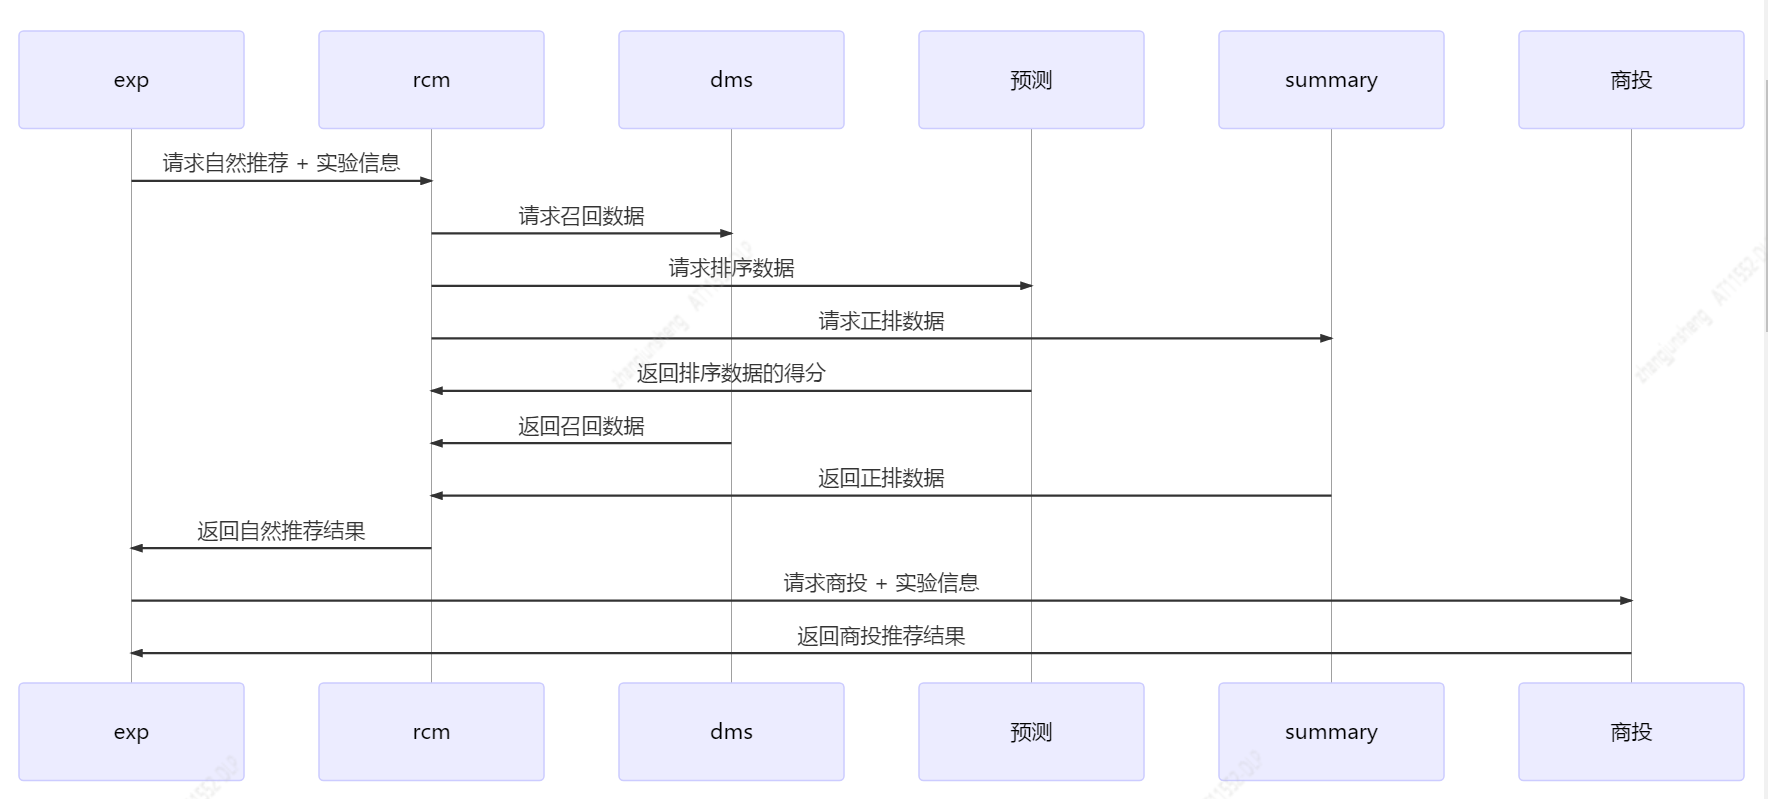 exp rcm dms 预测 summary 商投
请求自然推荐 + 实验信息
请求召回数据
请求排序数据
请求正排数据
返回排序数据的得分
返回召回数据
返回正排数据
返回自然推荐结果
请求商投 + 实验信息
返回商投推荐结果
exp rcm dms 预测 summary 商投